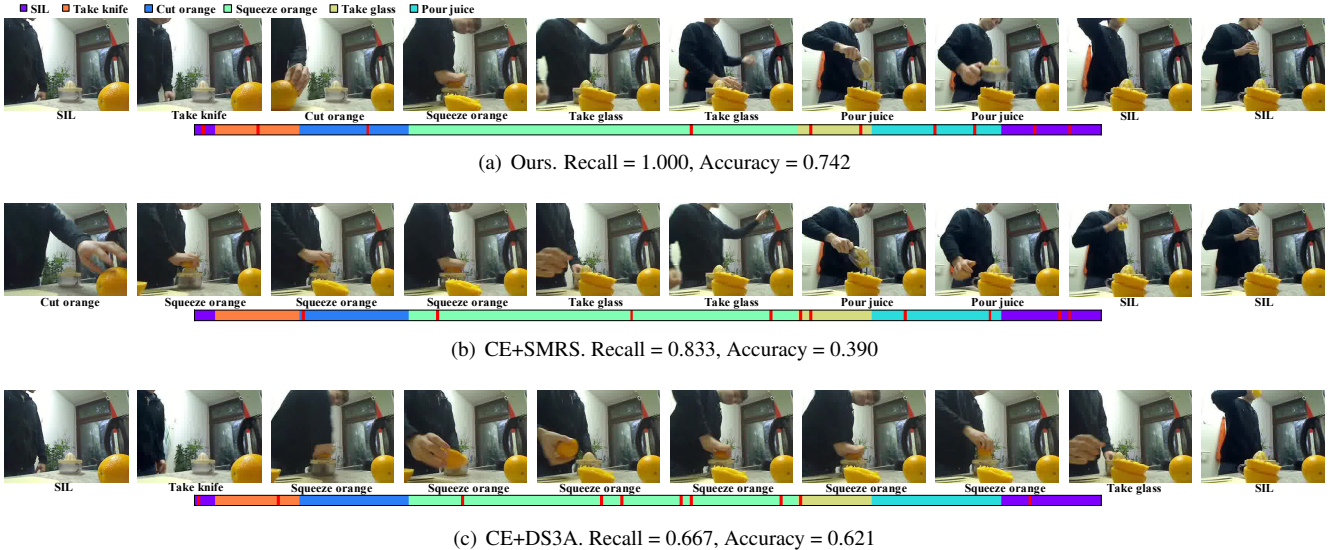 SIL Take knife Cut orange Squeeze orange Take glass Pour juice
SIL Take knife Cut orange Squeeze orange Take glass Take glass Pour juice Pour juice SIL SIL
(a) Ours. Recall = 1.000, Accuracy = 0.742
Cut orange Squeeze orange Squeeze orange Squeeze orange Take glass Take glass Pour juice Pour juice SIL SIL
(b) CE+SMRS. Recall = 0.833, Accuracy = 0.390
SIL Take knife Squeeze orange Squeeze orange Squeeze orange Squeeze orange Squeeze orange Squeeze orange Take glass SIL
(c) CE+DS3A. Recall = 0.667, Accuracy = 0.621